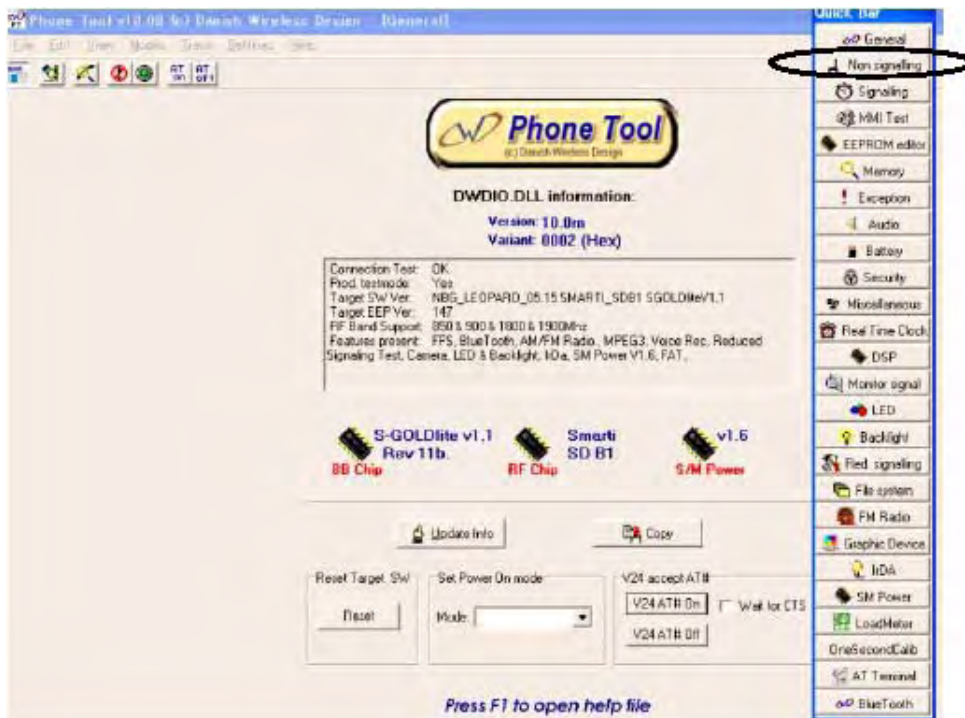 Phone Tool v10.08 (c) Danish Wireless Design - [General]
Quick Bar
File Edit View Modes Trace Settings Help
AT on AT off
Phone Tool
(c) Danish Wireless Design
DWDIO.DLL information:
Version: 10.0m
Variant: 0002 (Hex)
Connection Test: OK
Prod. testmode: Yes
Target SW Ver: NBG_LEOPARD_05.15 SMARTI_SDB1 SGOLDliteV1.1
Target EEP Ver: 147
RF Band Support: 850 & 900 & 1800 & 1900Mhz
Features present: FFS, BlueTooth, AM/FM Radio, MPEG3, Voice Rec, Reduced
Signaling Test, Camera, LED & Backlight, IrDa, SM Power V1.6, FAT,
S-GOLDlite v1.1
Rev 11b.
BB Chip
Smarti
SD B1
RF Chip
v1.6
S/M Power
Update Info
Copy
Reset Target SW
Reset
Set Power On mode
Mode:
V24 accept AT#
V24 AT# On
Wait for CTS
V24 AT# Off
Press F1 to open help file
General
Non signalling
Signaling
MMI Test
EEPROM editor
Memory
Exception
Audio
Battery
Security
Miscellaneous
Real Time Clock
DSP
Monitor signal
LED
Backlight
Red. signaling
File system
FM Radio
Graphic Device
IrDA
SM Power
LoadMeter
OneSecondCalib
AT Terminal
BlueTooth